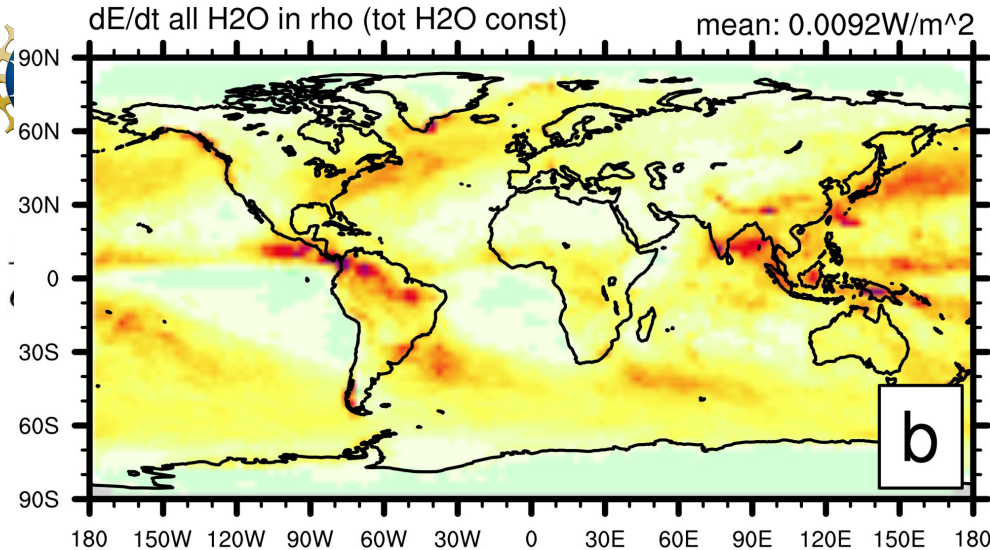 dE/dt all H2O in rho (tot H2O const) mean: 0.0092W/m^2
90N
60N
30N
0
30S
60S
90S
b
180 150W 120W 90W 60W 30W 0 30E 60E 90E 120E 150E 180